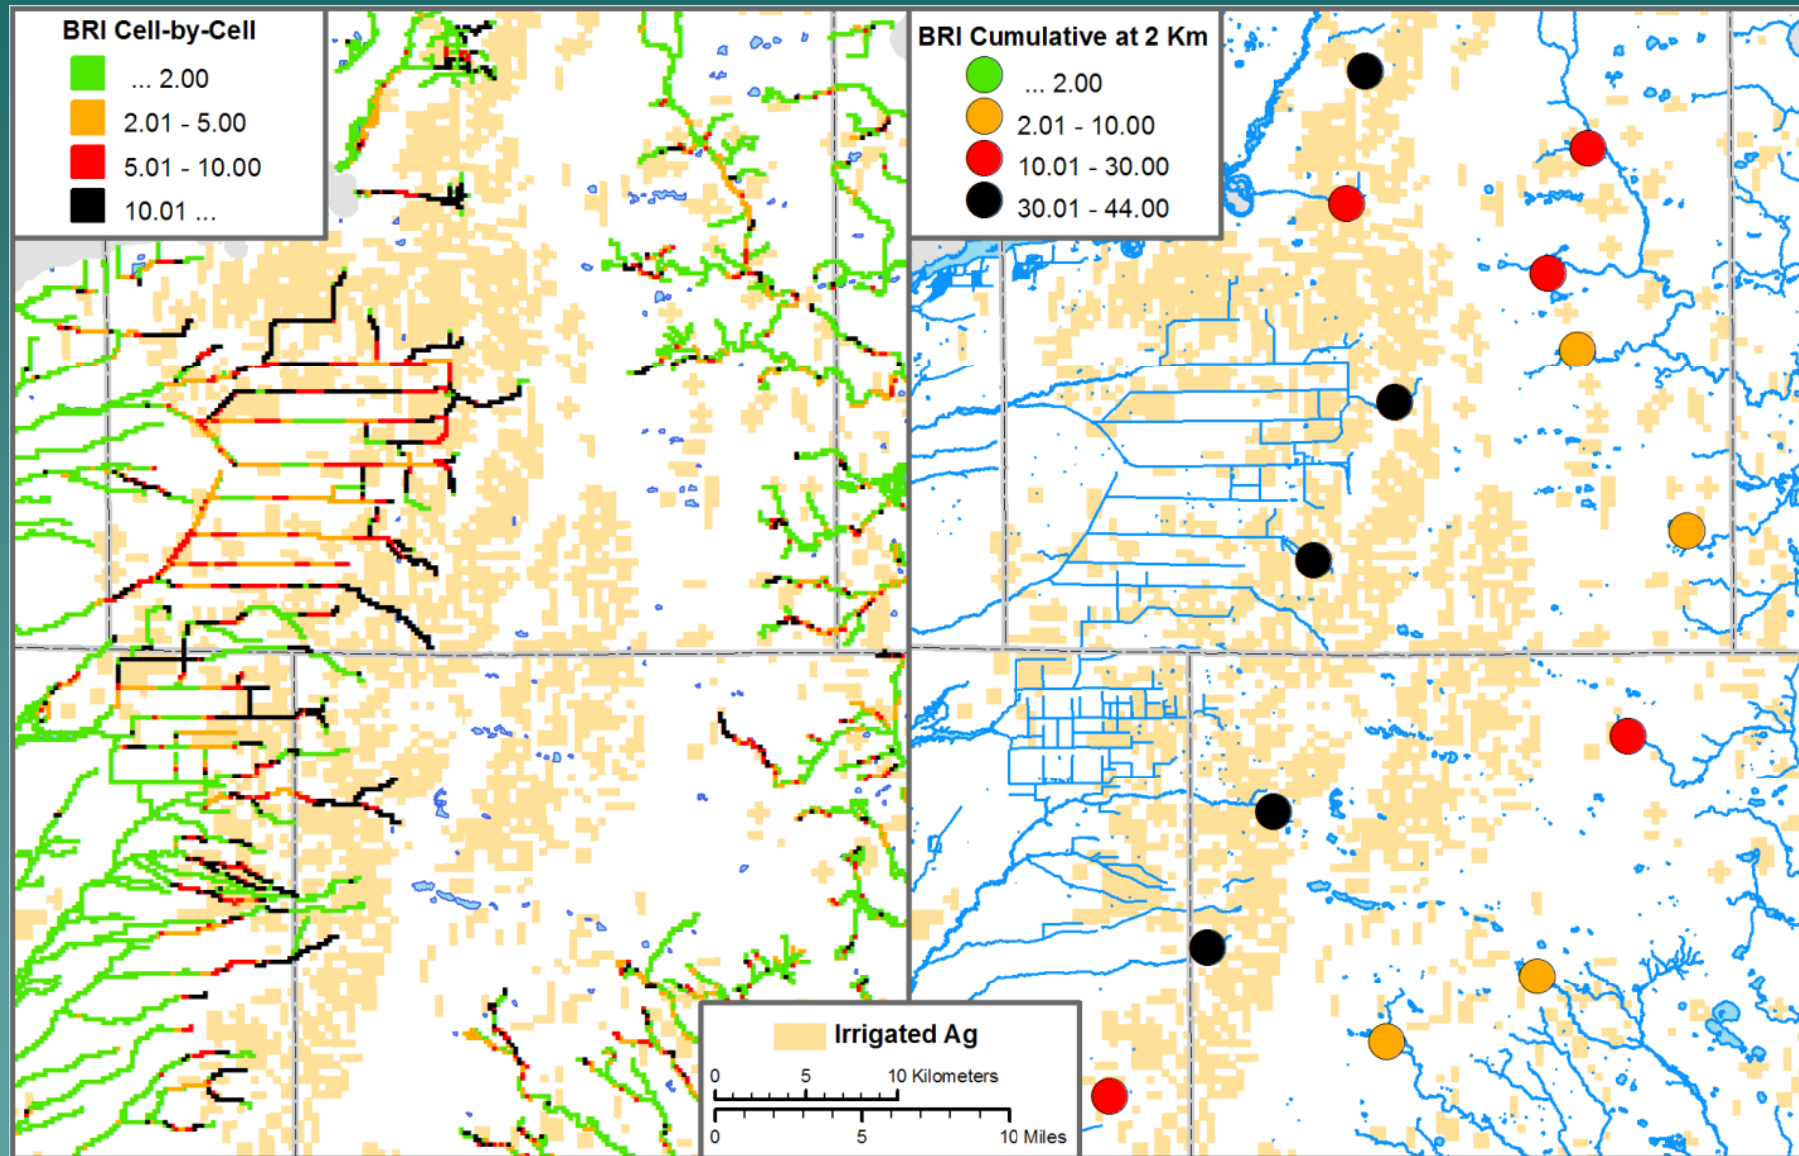 BRI Cell-by-Cell
... 2.00
2.01 - 5.00
5.01 - 10.00
10.01 ...
BRI Cumulative at 2 Km
... 2.00
2.01 - 10.00
10.01 - 30.00
30.01 - 44.00
Irrigated Ag
0 5 10 Kilometers
0 5 10 Miles